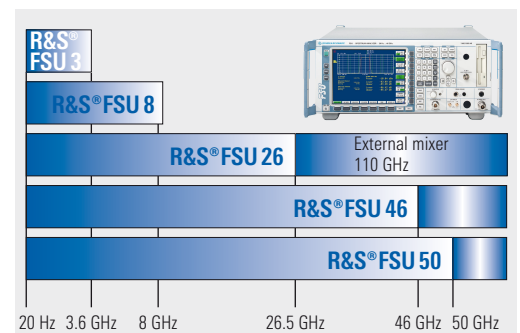 R&S®
FSU 3
R&S®FSU 8
R&S®FSU 26
External mixer
110 GHz
R&S®FSU 46
R&S®FSU 50
20 Hz 3.6 GHz 8 GHz 26.5 GHz 46 GHz 50 GHz
FSU